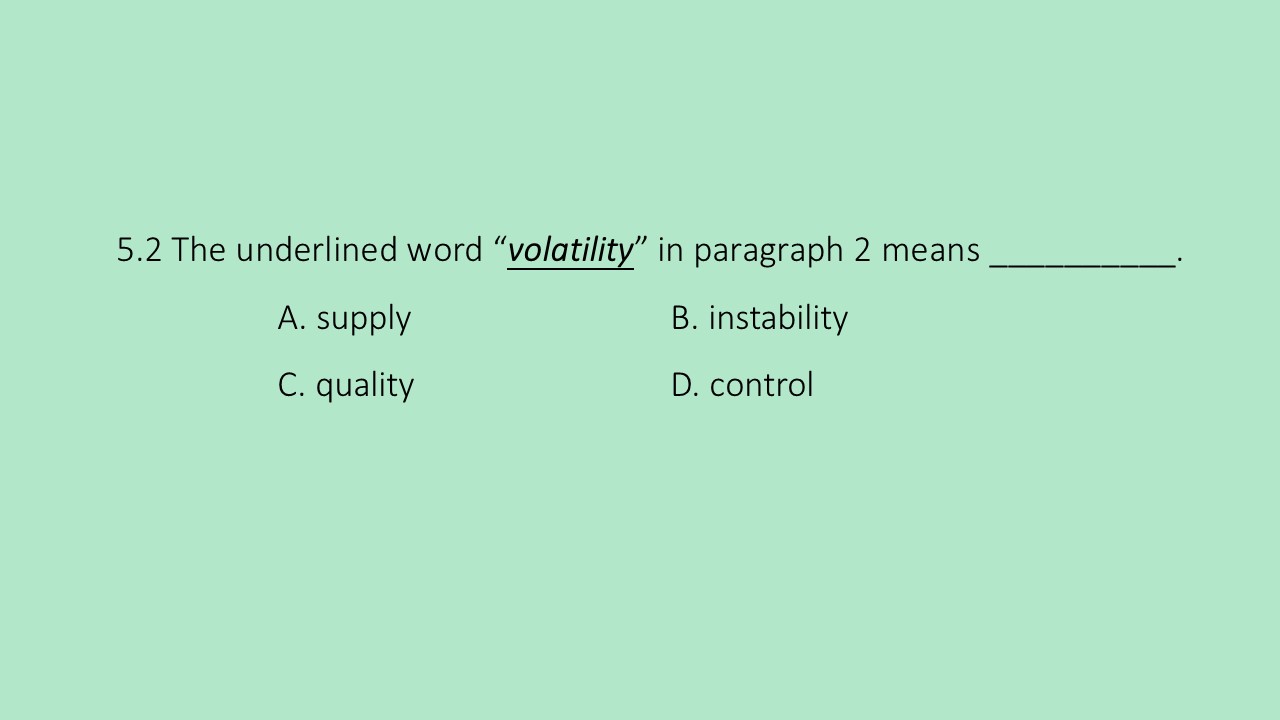 5.2 The underlined word “volatility” in paragraph 2 means __________.
A. supply B. instability
C. quality D. control